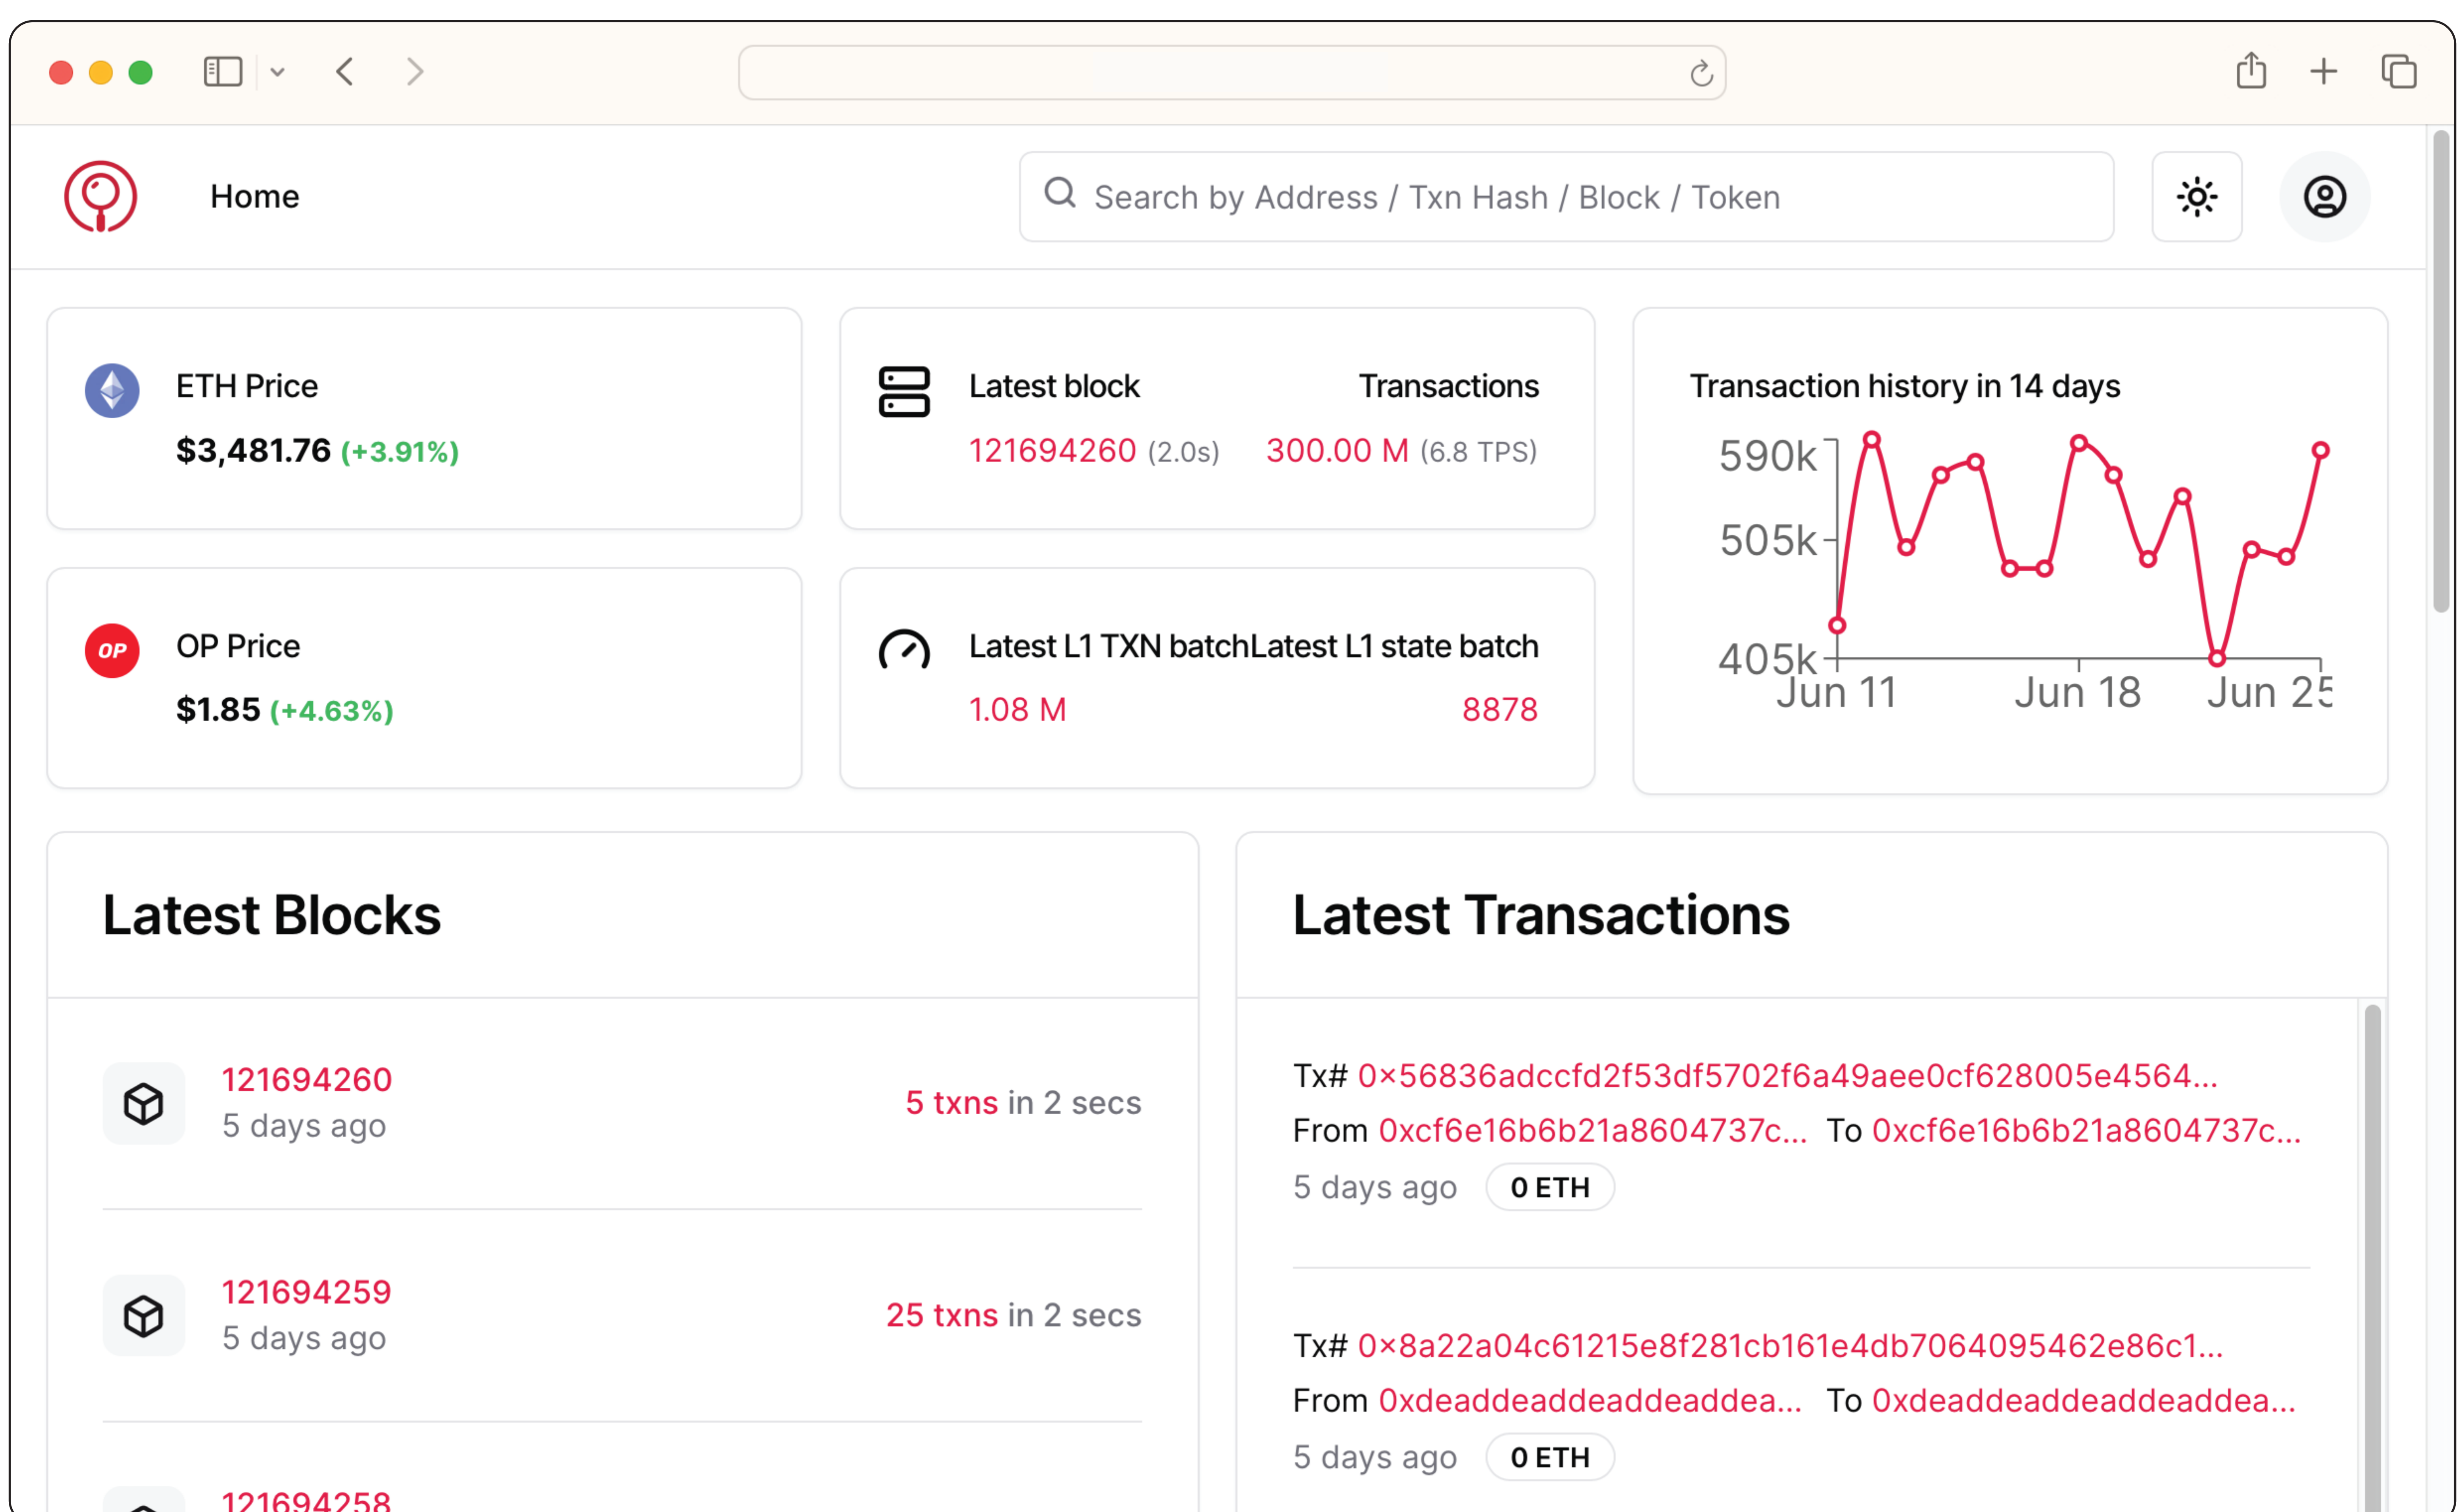 Home
Search by Address / Txn Hash / Block / Token
ETH Price
$3,481.76 (+3.91%)
Latest block
Transactions
121694260 (2.0s)
300.00 M (6.8 TPS)
Transaction history in 14 days
590k
505k
405k
Jun 11
Jun 18
Jun 25
OP
OP Price
$1.85 (+4.63%)
Latest L1 TXN batch
Latest L1 state batch
1.08 M
8878
Latest Blocks
121694260
5 days ago
5 txns in 2 secs
121694259
5 days ago
25 txns in 2 secs
121694258
Latest Transactions
Tx# 0×56836adccfd2f53df5702f6a49aee0cf628005e4564...
From 0xcf6e16b6b21a8604737c... To 0xcf6e16b6b21a8604737c...
5 days ago 0 ETH
Tx# 0×8a22a04c61215e8f281cb161e4db7064095462e86c1...
From 0xdeaddeaddeaddeaddea... To 0xdeaddeaddeaddeaddea...
5 days ago 0 ETH